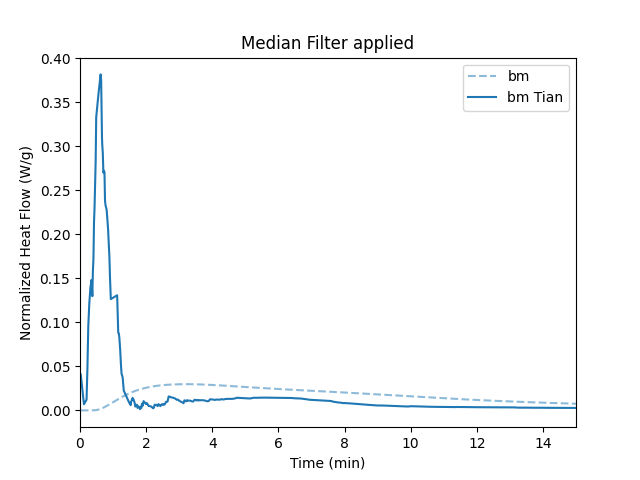 Median Filter applied
Normalized Heat Flow (W/g)
0.40
0.35
0.30
0.25
0.20
0.15
0.10
0.05
0.00
bm
bm Tian
0 2 4 6 8 10 12 14
Time (min)